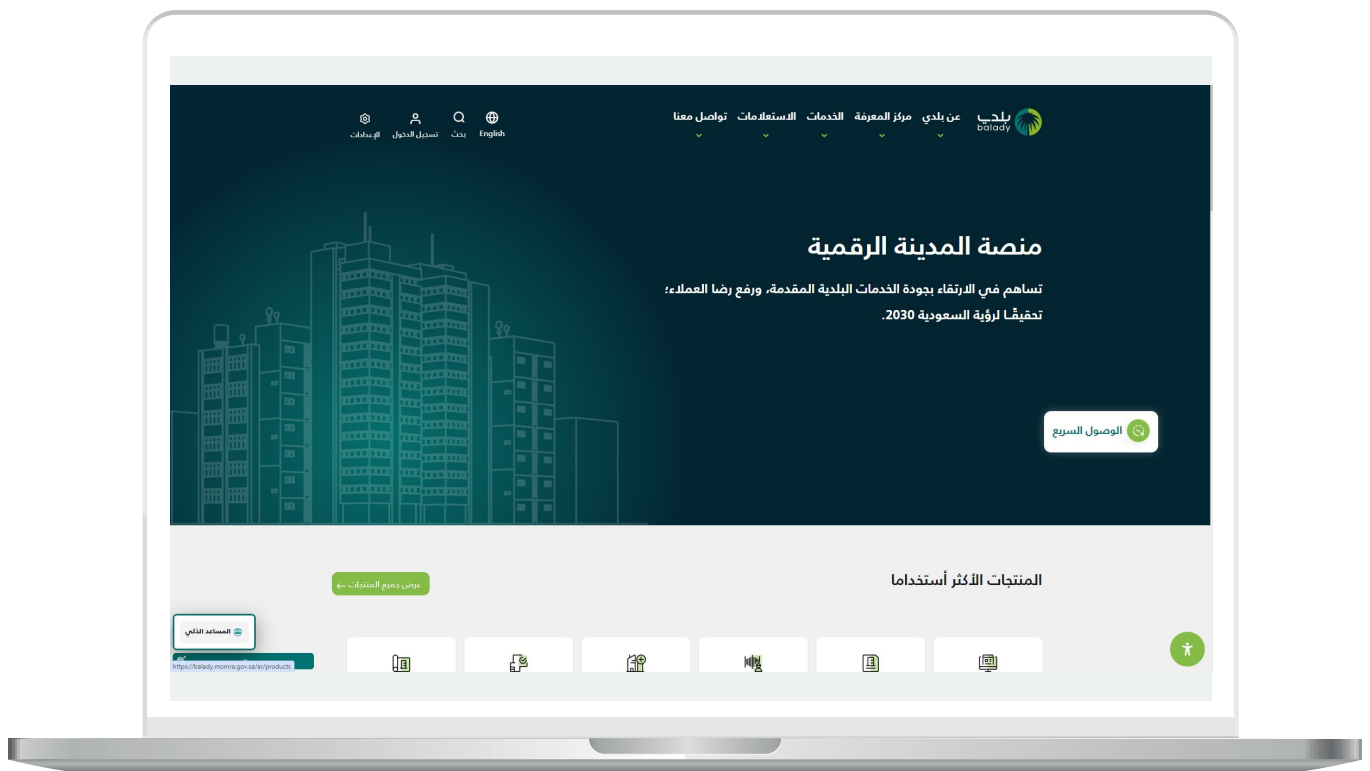 بلدي
balady
عن بلدي
مركز المعرفة
الخدمات
الاستعلامات
تواصل معنا
English
بحث
تسجيل الدخول
الإعدادات
منصة المدينة الرقمية
تساهم في الارتقاء بجودة الخدمات البلدية المقدمة، ورفع رضا العملاء؛
تحقيقًا لرؤية السعودية 2030.
الوصول السريع
المنتجات الأكثر أستخداما
عرض جميع المنتجات ←
المساعد الذكي
https://balady.momra.gov.sa/ar/products